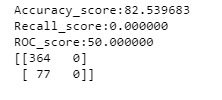 Accuracy_score:82.539683
Recall_score:0.000000
ROC_score:50.000000
[[364   0]
 [ 77   0]]